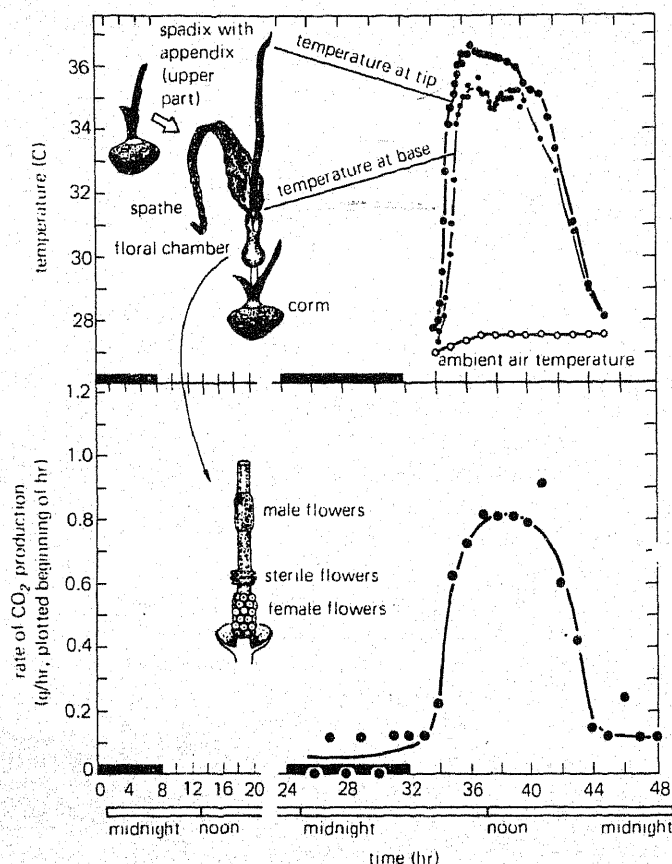 spadix with
appendix
(upper
part)
temperature at tip
temperature at base
spathe
floral chamber
corm
ambient air temperature
temperature (C)
36
34
32
30
28
male flowers
sterile flowers
female flowers
rate of CO₂ production
(g/hr, plotted beginning of hr)
1.2
1.0
0.8
0.6
0.4
0.2
0
0 4 8 12 16 20 24 28 32 36 40 44 48
midnight noon midnight noon midnight
time (hr)